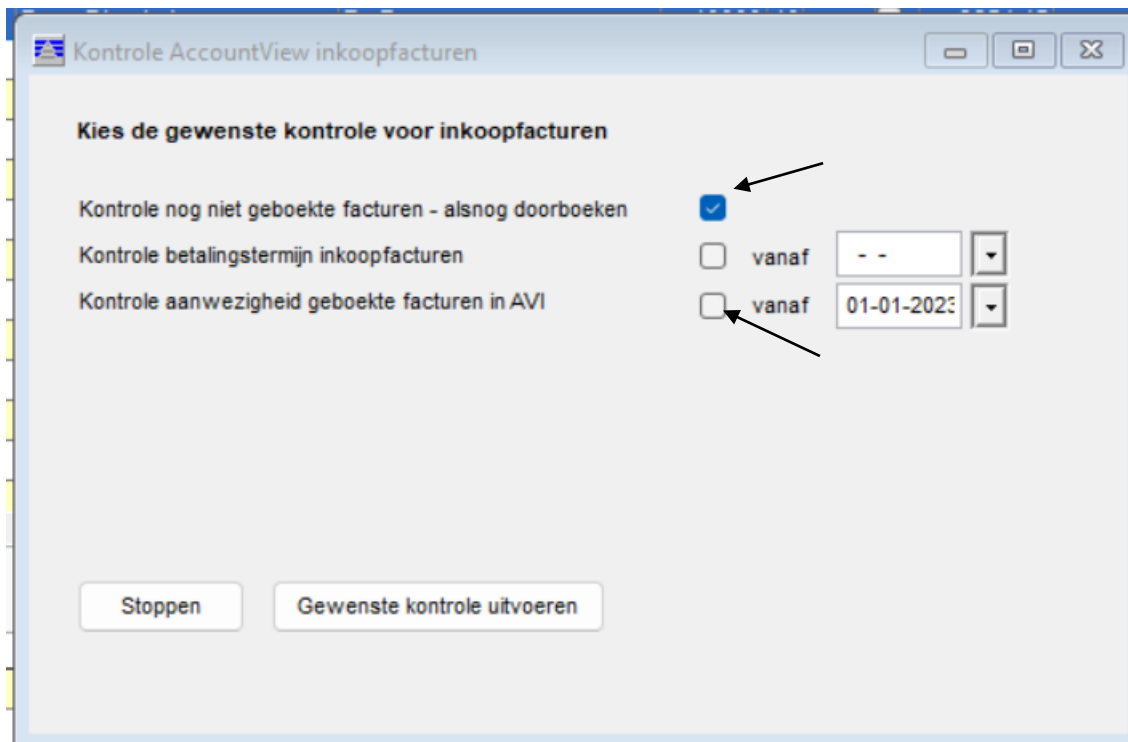 Kontrole AccountView inkoopfacturen
Kies de gewenste kontrole voor inkoopfacturen
Kontrole nog niet geboekte facturen - alsnog doorboeken
Kontrole betalingstermijn inkoopfacturen vanaf - -
Kontrole aanwezigheid geboekte facturen in AVI vanaf 01-01-2023
Stoppen Gewenste kontrole uitvoeren